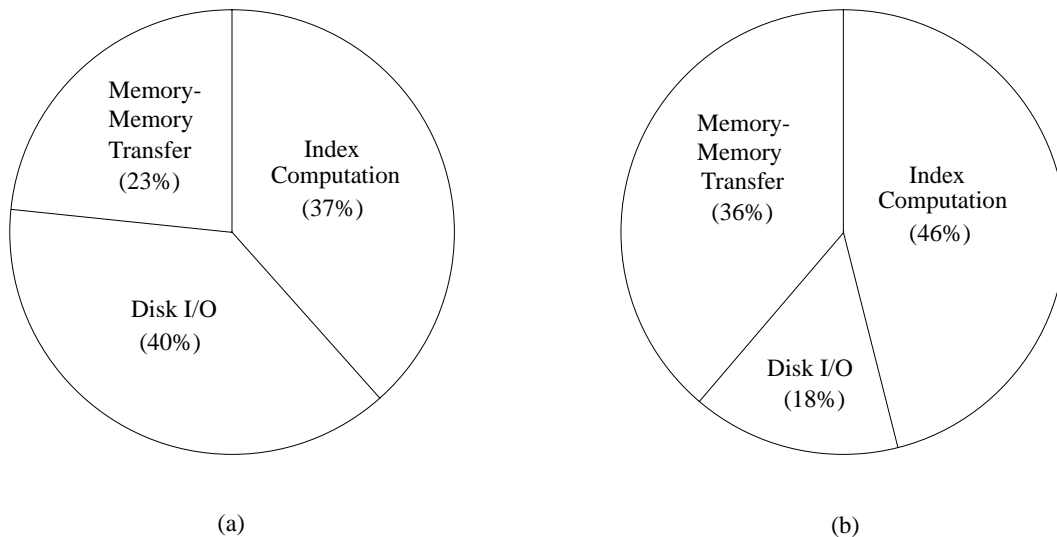 Memory-
Memory
Transfer
(23%)
Index
Computation
(37%)
Disk I/O
(40%)
(a)
Memory-
Memory
Transfer
(36%)
Index
Computation
(46%)
Disk I/O
(18%)
(b)